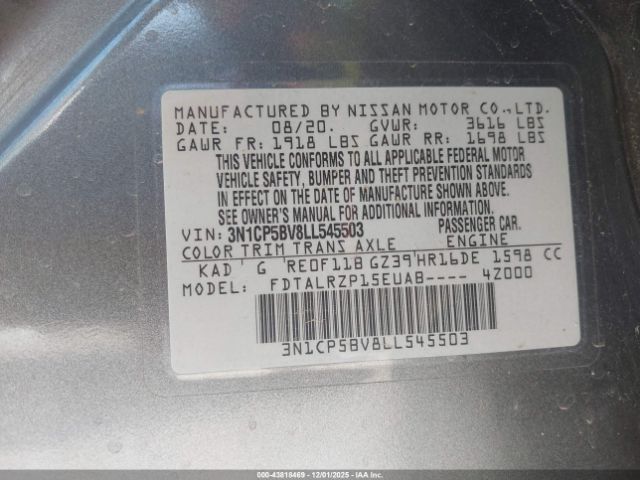 MANUFACTURED BY NISSAN MOTOR CO.,LTD.
DATE: 08/20. GVWR: 3616 LBS
GAWR FR: 1918 LBS GAWR RR: 1698 LBS
THIS VEHICLE CONFORMS TO ALL APPLICABLE FEDERAL MOTOR
VEHICLE SAFETY, BUMPER AND THEFT PREVENTION STANDARDS
IN EFFECT ON THE DATE OF MANUFACTURE SHOWN ABOVE.
SEE OWNER'S MANUAL FOR ADDITIONAL INFORMATION.
VIN: 3N1CP5BV8LL545503 PASSENGER CAR.
COLOR TRIM TRANS AXLE ENGINE
KAD G RE0F11B GZ39 HR16DE 1598 CC
MODEL: FDTALRZP15EUAB---- 4Z000
3N1CP5BV8LL545503
000-43818469 | 12/01/2025 - IAAI.COM